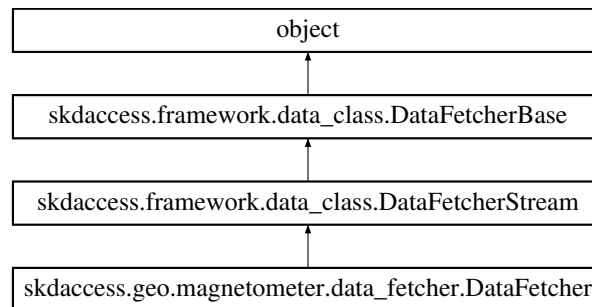 object
skdaccess.framework.data_class.DataFetcherBase
skdaccess.framework.data_class.DataFetcherStream
skdaccess.geo.magnetometer.data_fetcher.DataFetcher